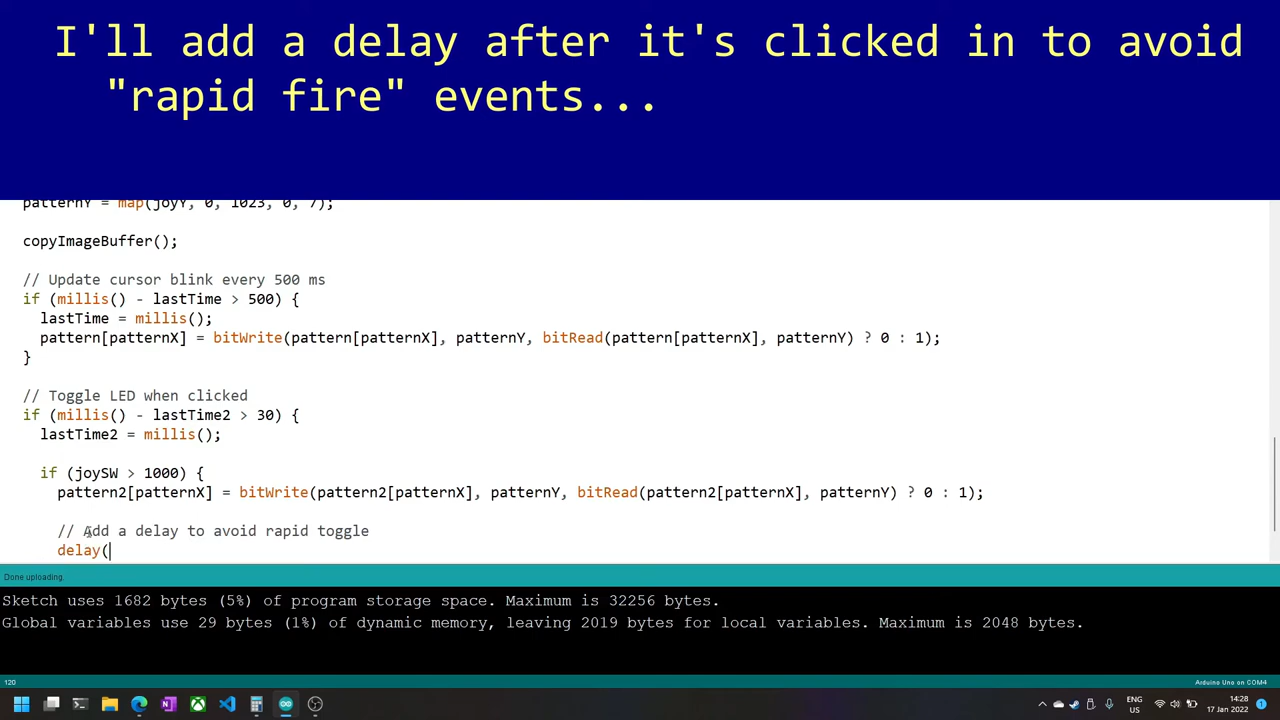 I'll add a delay after it's clicked in to avoid
"rapid fire" events...
patternY = map(joyY, 0, 1023, 0, 7);
copyImageBuffer();
// Update cursor blink every 500 ms
if (millis() - lastTime > 500) {
lastTime = millis();
pattern[patternX] = bitWrite(pattern[patternX], patternY, bitRead(pattern[patternX], patternY) ? 0 : 1);
}
// Toggle LED when clicked
if (millis() - lastTime2 > 30) {
lastTime2 = millis();
if (joySW > 1000) {
pattern2[patternX] = bitWrite(pattern2[patternX], patternY, bitRead(pattern2[patternX], patternY) ? 0 : 1);
// Add a delay to avoid rapid toggle
delay(
Done uploading.
Sketch uses 1682 bytes (5%) of program storage space. Maximum is 32256 bytes.
Global variables use 29 bytes (1%) of dynamic memory, leaving 2019 bytes for local variables. Maximum is 2048 bytes.
120
Arduino Uno on COM4
ENG
US
14:28
17 Jan 2022